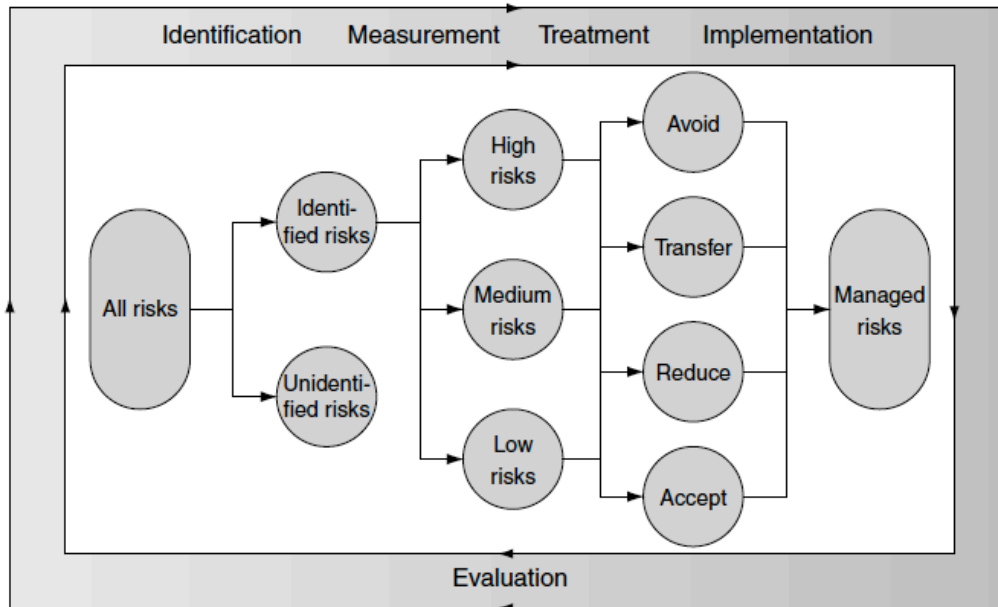 Identification Measurement Treatment Implementation
All risks
Identi-
fied risks
Unidenti-
fied risks
High
risks
Medium
risks
Low
risks
Avoid
Transfer
Reduce
Accept
Managed
risks
Evaluation